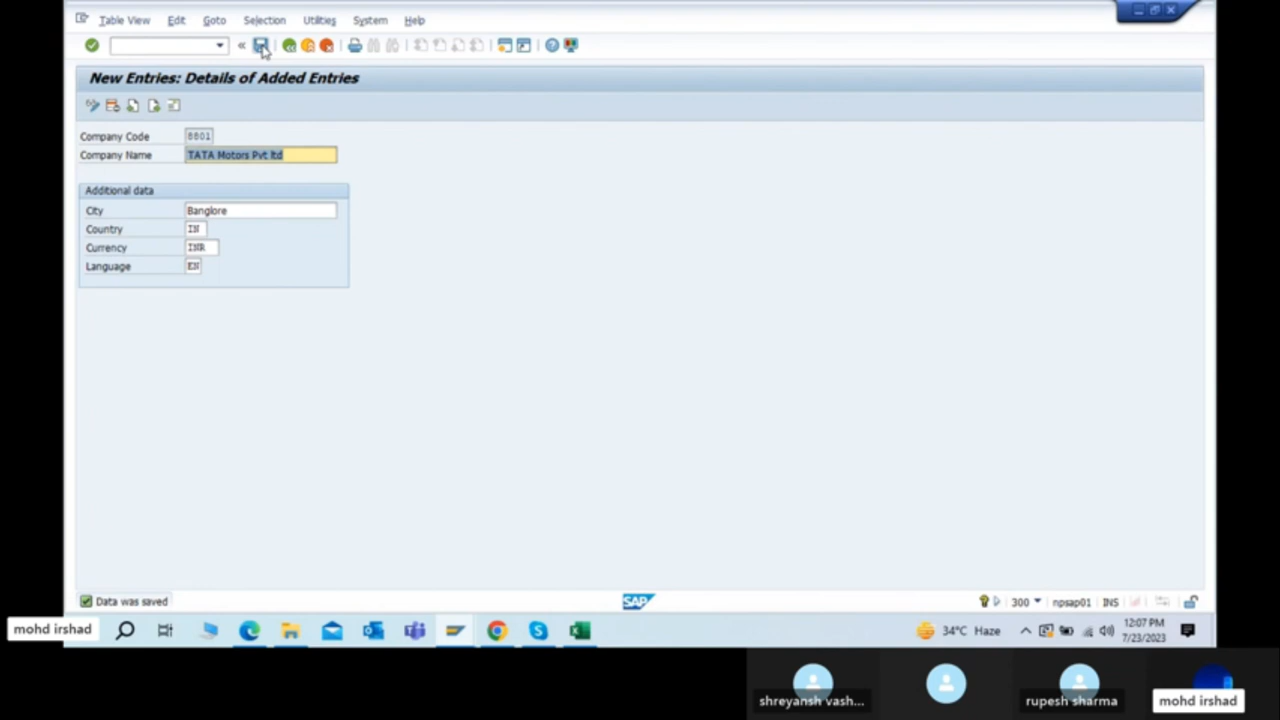 Table View Edit Goto Selection Utilities System Help
New Entries: Details of Added Entries
Company Code 8801
Company Name TATA Motors Pvt ltd
Additional data
City Banglore
Country IN
Currency INR
Language EN
Data was saved
SAP
300 npsap01 INS
mohd irshad
34°C Haze
12:07 PM
7/23/2023
shreyansh vash...
rupesh sharma
mohd irshad